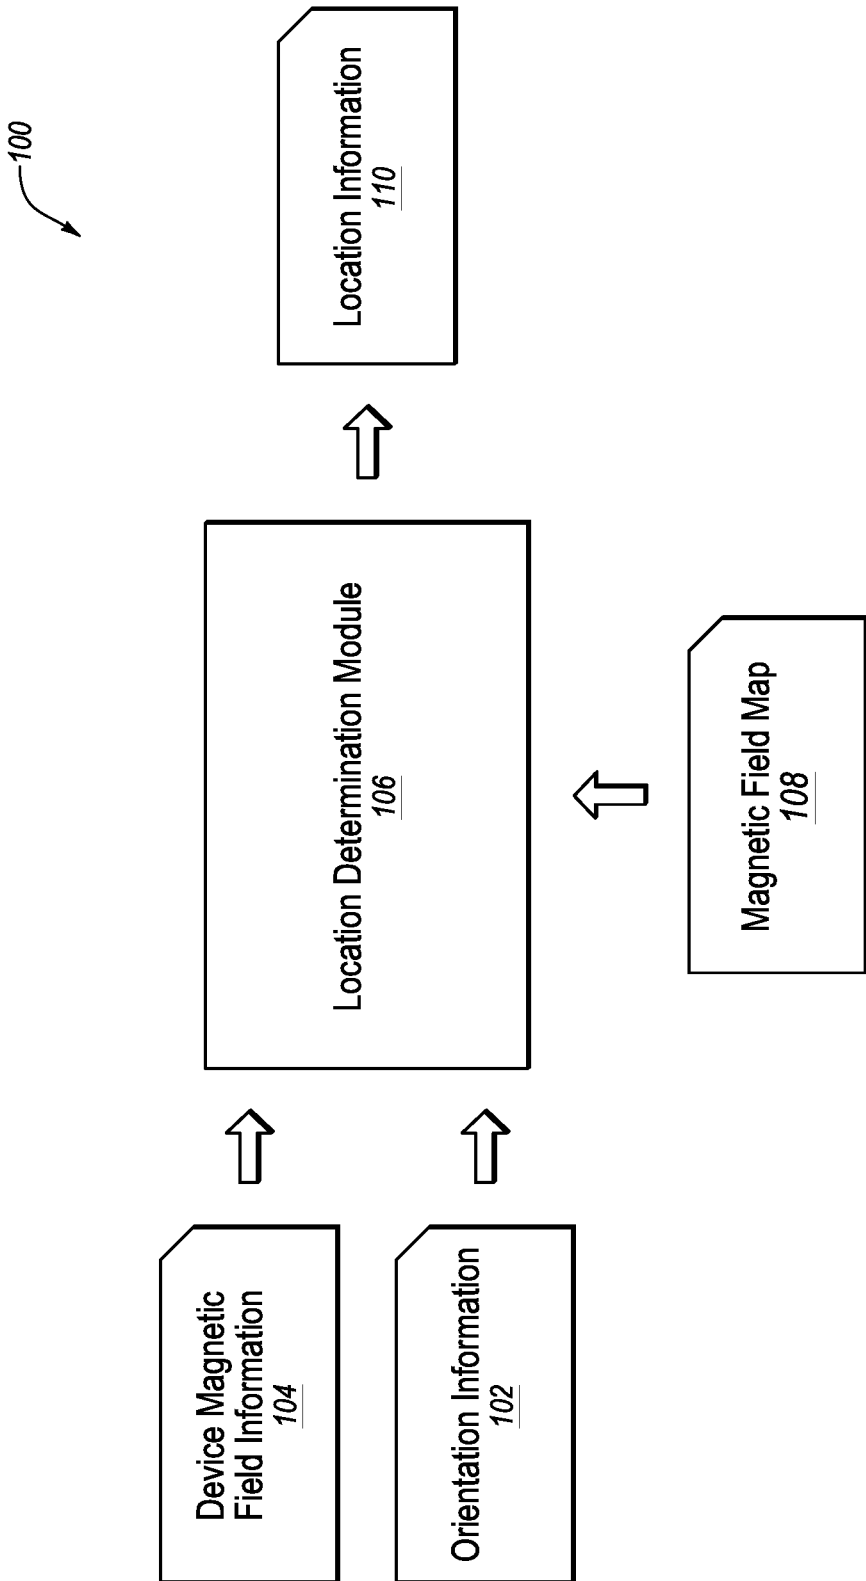 100
Device Magnetic
Field Information
104
Orientation Information
102
Location Determination Module
106
Magnetic Field Map
108
Location Information
110